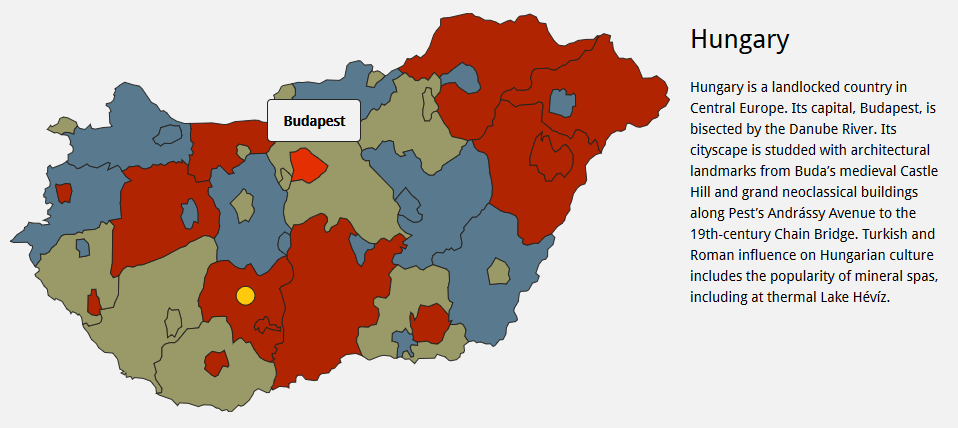 Budapest
Hungary
Hungary is a landlocked country in
Central Europe. Its capital, Budapest, is
bisected by the Danube River. Its
cityscape is studded with architectural
landmarks from Buda's medieval Castle
Hill and grand neoclassical buildings
along Pest's Andrássy Avenue to the
19th-century Chain Bridge. Turkish and
Roman influence on Hungarian culture
includes the popularity of mineral spas,
including at thermal Lake Hévíz.